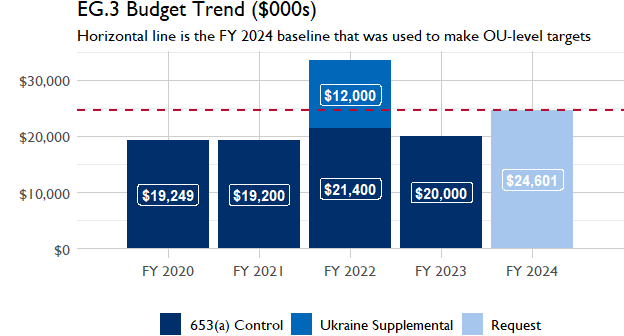 EG.3 Budget Trend ($000s)
Horizontal line is the FY 2024 baseline that was used to make OU-level targets
$30,000
$20,000
$10,000
$0
$12,000
$19,249
$19,200
$21,400
$20,000
$24,601
FY 2020
FY 2021
FY 2022
FY 2023
FY 2024
653(a) Control
Ukraine Supplemental
Request